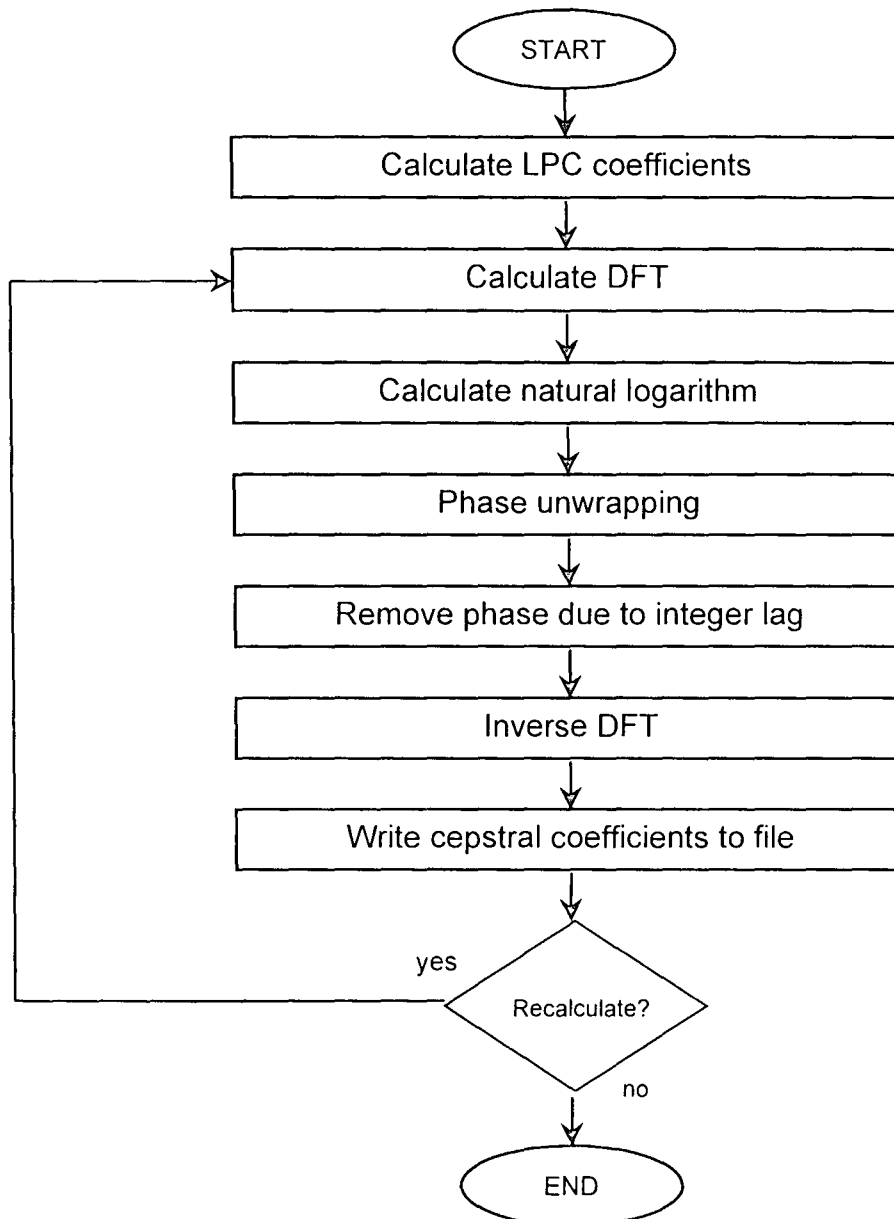 START
Calculate LPC coefficients
Calculate DFT
Calculate natural logarithm
Phase unwrapping
Remove phase due to integer lag
Inverse DFT
Write cepstral coefficients to file
yes
Recalculate?
no
END